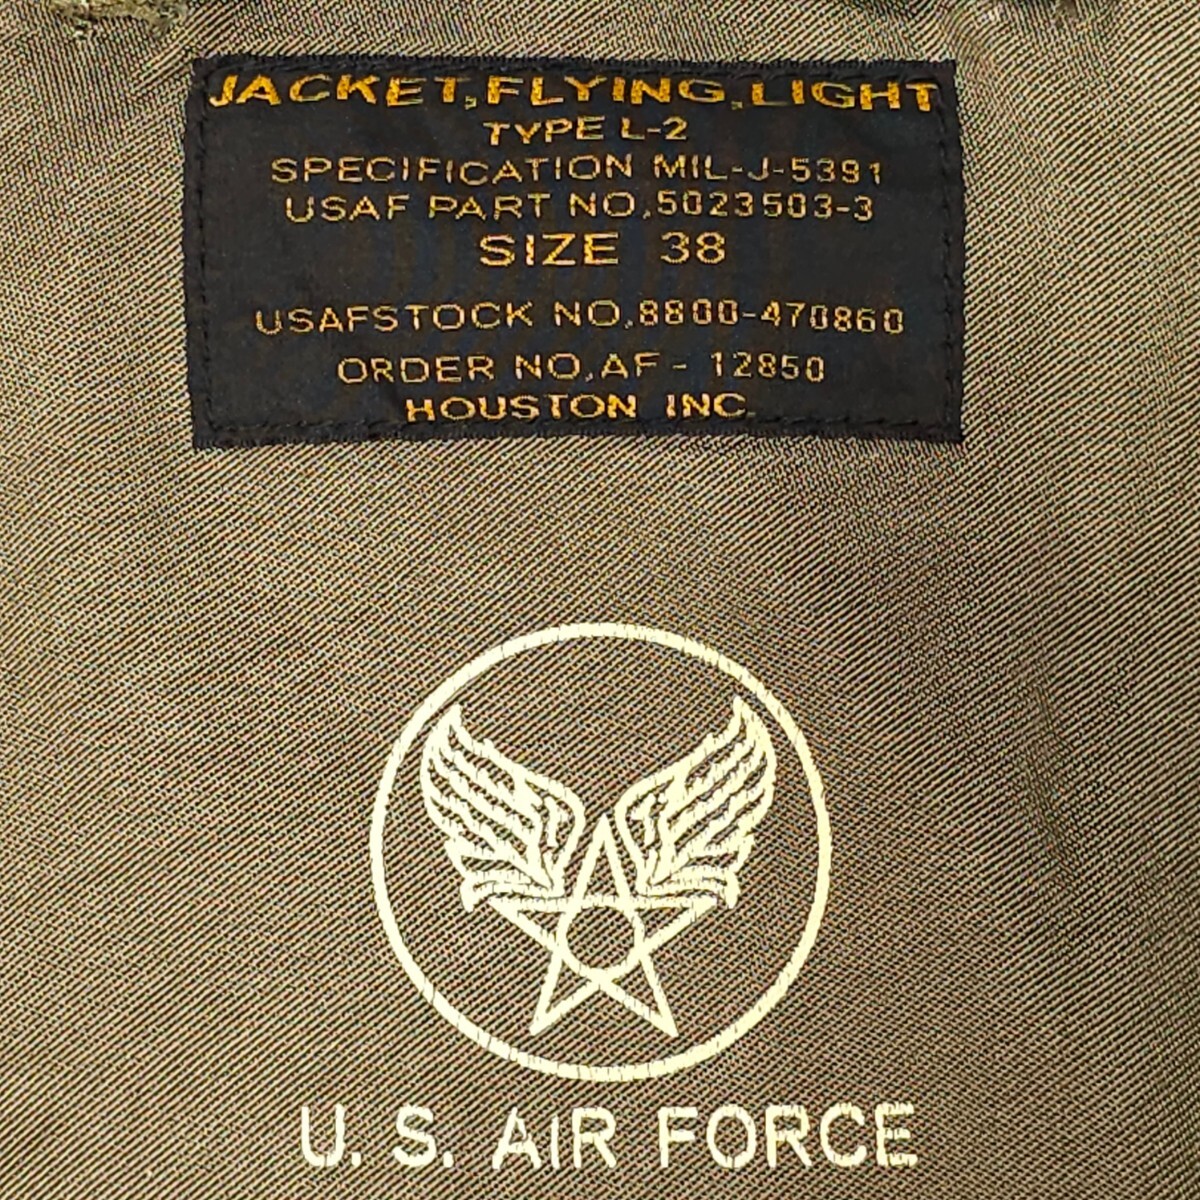 JACKET,FLYING,LIGHT
TYPE L-2
SPECIFICATION MIL-J-5391
USAF PART NO.5023503-3
SIZE 38
USAFSTOCK NO.8800-470860
ORDER NO.AF - 12850
HOUSTON INC.
U.S. AIR FORCE